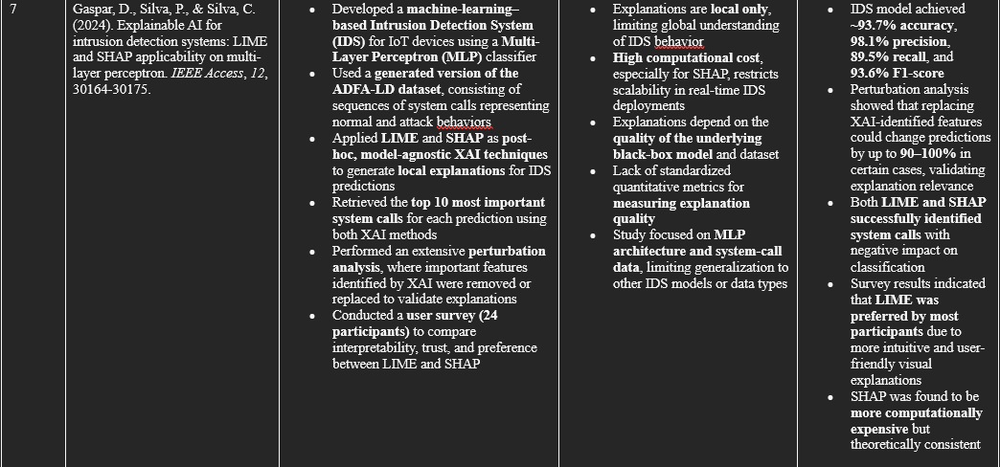 7
Gaspar, D., Silva, P., & Silva, C.
(2024). Explainable AI for
intrusion detection systems: LIME
and SHAP applicability on multi-
layer perceptron. IEEE Access, 12,
30164-30175.
• Developed a machine-learning–
based Intrusion Detection System
(IDS) for IoT devices using a Multi-
Layer Perceptron (MLP) classifier
• Used a generated version of the
ADFA-LD dataset, consisting of
sequences of system calls representing
normal and attack behaviors
• Applied LIME and SHAP as post-
hoc, model-agnostic XAI techniques
to generate local explanations for IDS
predictions
• Retrieved the top 10 most important
system calls for each prediction using
both XAI methods
• Performed an extensive perturbation
analysis, where important features
identified by XAI were removed or
replaced to validate explanations
• Conducted a user survey (24
participants) to compare
interpretability, trust, and preference
between LIME and SHAP
• Explanations are local only,
limiting global understanding
of IDS behavior
• High computational cost,
especially for SHAP, restricts
scalability in real-time IDS
deployments
• Explanations depend on the
quality of the underlying
black-box model and dataset
• Lack of standardized
quantitative metrics for
measuring explanation
quality
• Study focused on MLP
architecture and system-call
data, limiting generalization to
other IDS models or data types
• IDS model achieved
~93.7% accuracy,
98.1% precision,
89.5% recall, and
93.6% F1-score
• Perturbation analysis
showed that replacing
XAI-identified features
could change predictions
by up to 90–100% in
certain cases, validating
explanation relevance
• Both LIME and SHAP
successfully identified
system calls with
negative impact on
classification
• Survey results indicated
that LIME was
preferred by most
participants due to
more intuitive and user-
friendly visual
explanations
• SHAP was found to be
more computationally
expensive but
theoretically consistent